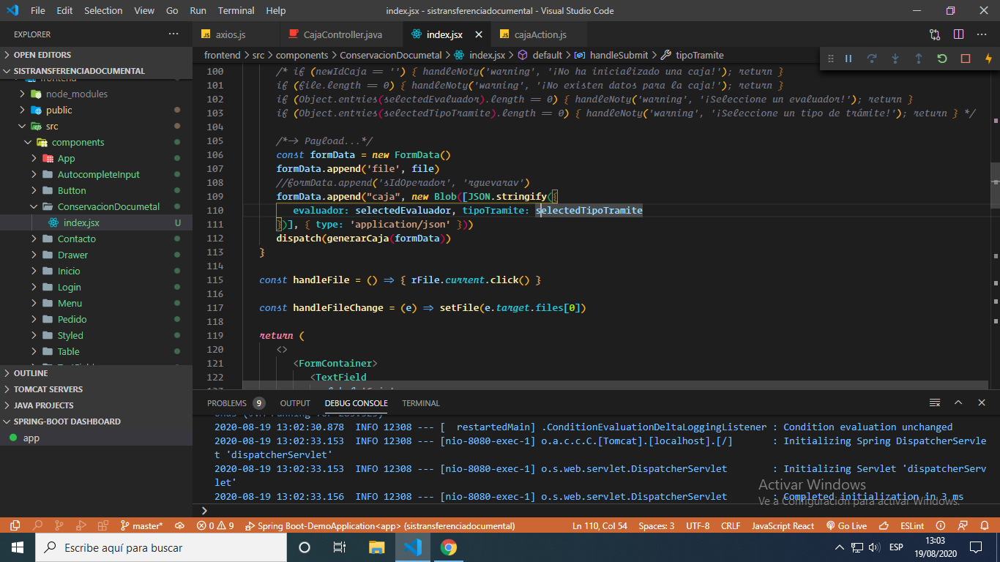 File Edit Selection View Go Run Terminal Help
index.jsx - sistransferenciadocumental - Visual Studio Code
EXPLORER
OPEN EDITORS
SISTRANSFERENCIADOCUMENTAL
frontend
node_modules
public
src
components
App
AutocompleteInput
Button
ConservacionDocumetal
index.jsx U
Contacto
Drawer
Inicio
Login
Menu
Pedido
Styled
Table
OUTLINE
TOMCAT SERVERS
JAVA PROJECTS
SPRING-BOOT DASHBOARD
app
axios.js CajaController.java index.jsx cajaAction.js
frontend > src > components > ConservacionDocumetal > index.jsx > default > handleSubmit > tipoTramite
100 /* if (newIdCaja == '') { handleNoty('warning', '¡No ha inicializado una caja!'); return }
101 if (file.length == 0) { handleNoty('warning', '¡No existen datos para la caja!'); return }
102 if (Object.entries(selectedEvaluador).length == 0) { handleNoty('warning', '¡Seleccione un evaluador!'); return }
103 if (Object.entries(selectedTipoTramite).length == 0) { handleNoty('warning', '¡Seleccione un tipo de trámite!'); return } */
104
105 /*-> Payload...*/
106 const formData = new FormData()
107 formData.append('file', file)
108 //formData.append('sIdOperador', 'rguevarav')
109 formData.append("caja", new Blob([JSON.stringify({
110 evaluador: selectedEvaluador, tipoTramite: selectedTipoTramite
111 })], { type: 'application/json' }))
112 dispatch(generarCaja(formData))
113 }
114
115 const handleFile = () => { rFile.current.click() }
116
117 const handleFileChange = (e) => setFile(e.target.files[0])
118
119 return (
120 <>
121 <FormContainer>
122 <TextField
PROBLEMS 9 OUTPUT DEBUG CONSOLE TERMINAL
2020-08-19 13:02:30.878 INFO 12308 --- [ restartedMain] .ConditionEvaluationDeltaLoggingListener : Condition evaluation unchanged
2020-08-19 13:02:33.153 INFO 12308 --- [nio-8080-exec-1] o.a.c.c.C.[Tomcat].[localhost].[/] : Initializing Spring DispatcherServle
t 'dispatcherServlet'
2020-08-19 13:02:33.153 INFO 12308 --- [nio-8080-exec-1] o.s.web.servlet.DispatcherServlet : Initializing Servlet 'dispatcherServ
let'
2020-08-19 13:02:33.156 INFO 12308 --- [nio-8080-exec-1] o.s.web.servlet.DispatcherServlet : Completed initialization in 3 ms
Activar Windows
Ve a Configuración para activar Windows.
master* 0 9 Spring Boot-DemoApplication<app> (sistransferenciadocumental) Ln 110, Col 54 Spaces: 3 UTF-8 CRLF JavaScript React Go Live ESLint
Escribe aquí para buscar
ESP
13:03
19/08/2020